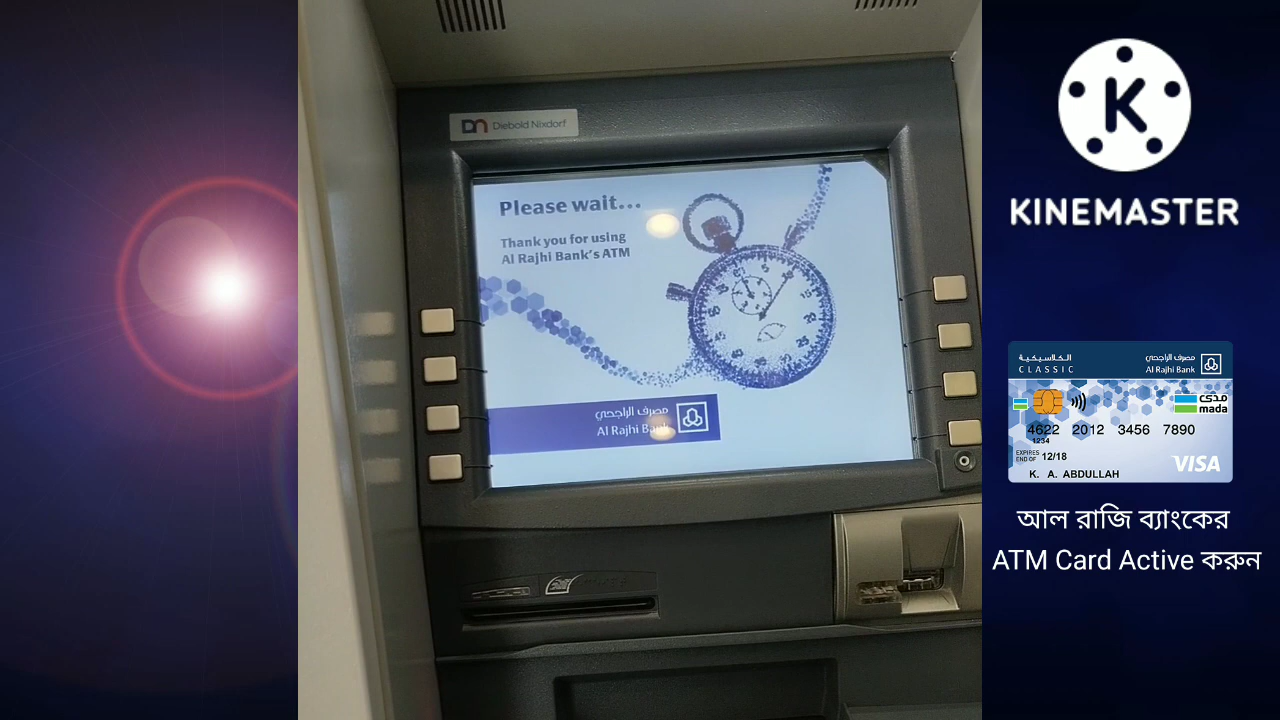 Diebold Nixdorf
Please wait...
Thank you for using
Al Rajhi Bank's ATM
مصرف الراجحي
Al Rajhi Bank
KINEMASTER
الكلاسيكية
CLASSIC
مصرف الراجحي
Al Rajhi Bank
مدى
mada
4622 2012 3456 7890
1234
EXPIRES
END OF 12/18
VISA
K. A. ABDULLAH
আল রাজি ব্যাংকের
ATM Card Active করুন